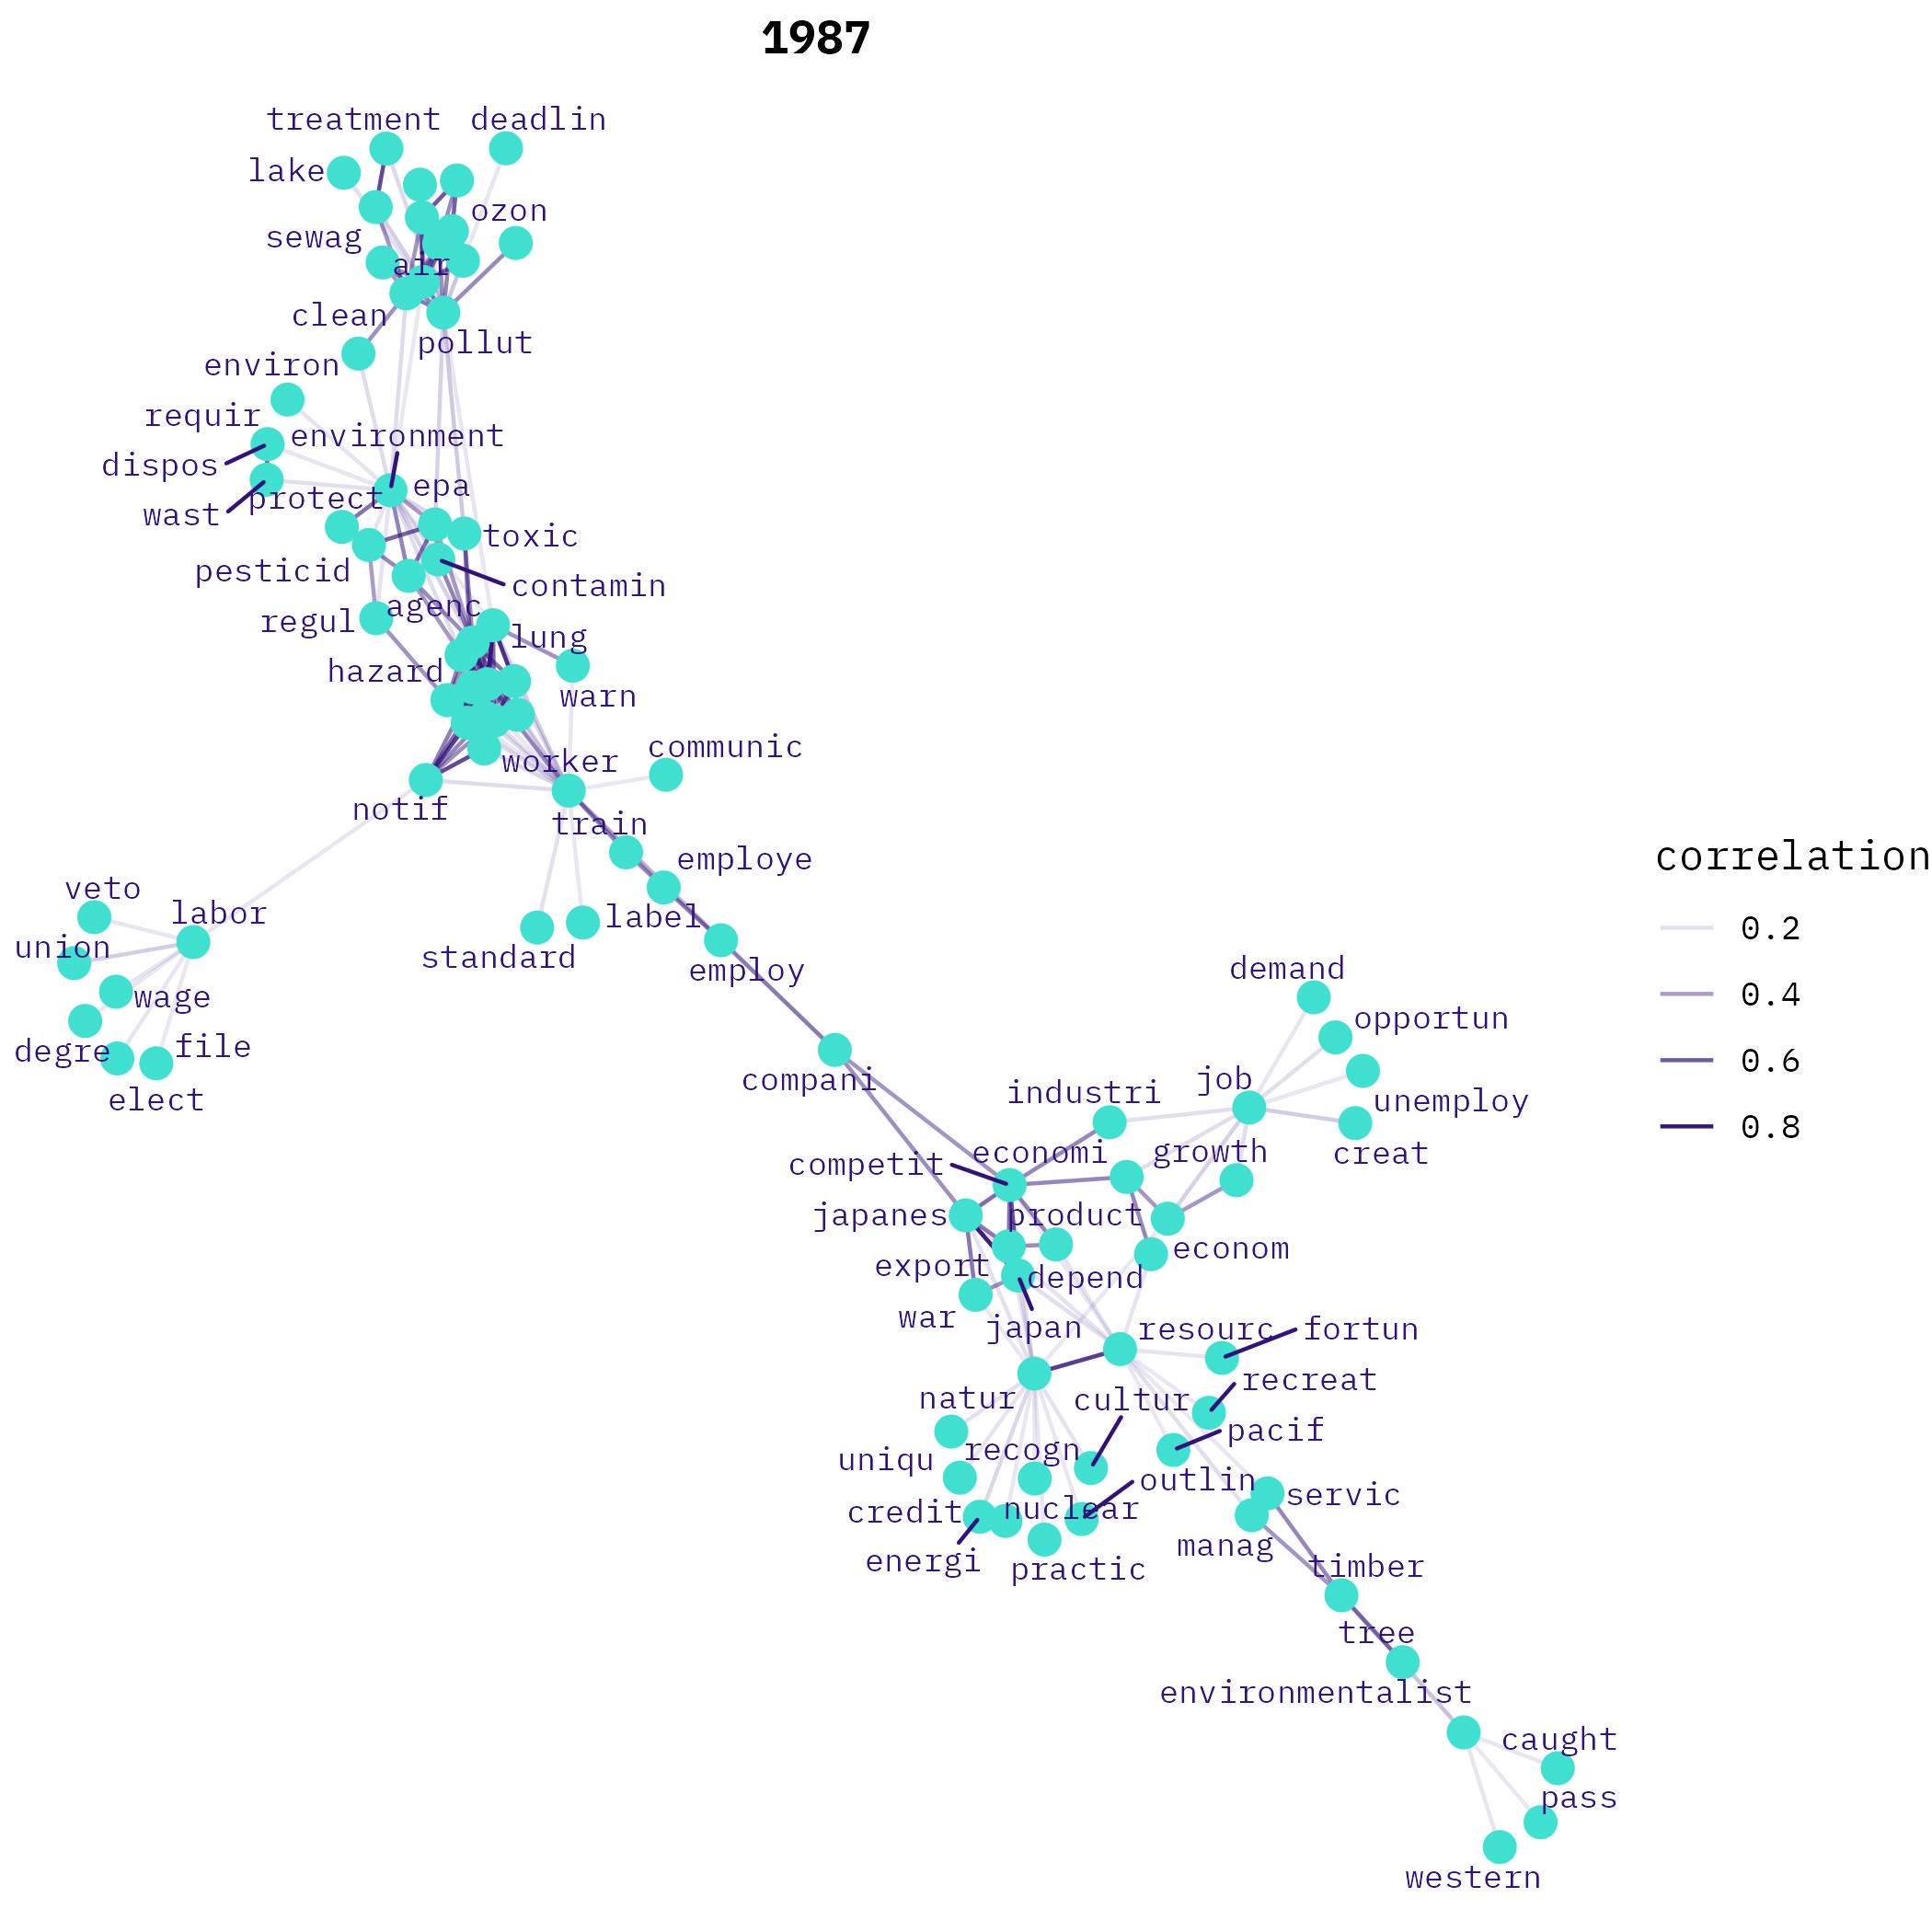 1987
treatment deadlin
lake
ozon
sewag
air
clean
pollut
environ
requir
environment
dispos
epa
protect
wast
toxic
pesticid
contamin
agenc
regul
lung
hazard
warn
communic
worker
notif
train
correlation
employe
veto
labor
label
0.2
union
standard
demand
employ
0.4
wage
opportun
file
degre
0.6
compani
job
industri
elect
unemploy
0.8
economi growth
creat
competit
japanes product
econom
export
depend
war
japan
resourc fortun
recreat
natur
cultur
pacif
recogn
uniqu
outlin
servic
credit nuclear
manag
energi
practic
timber
tree
environmentalist
caught
pass
western